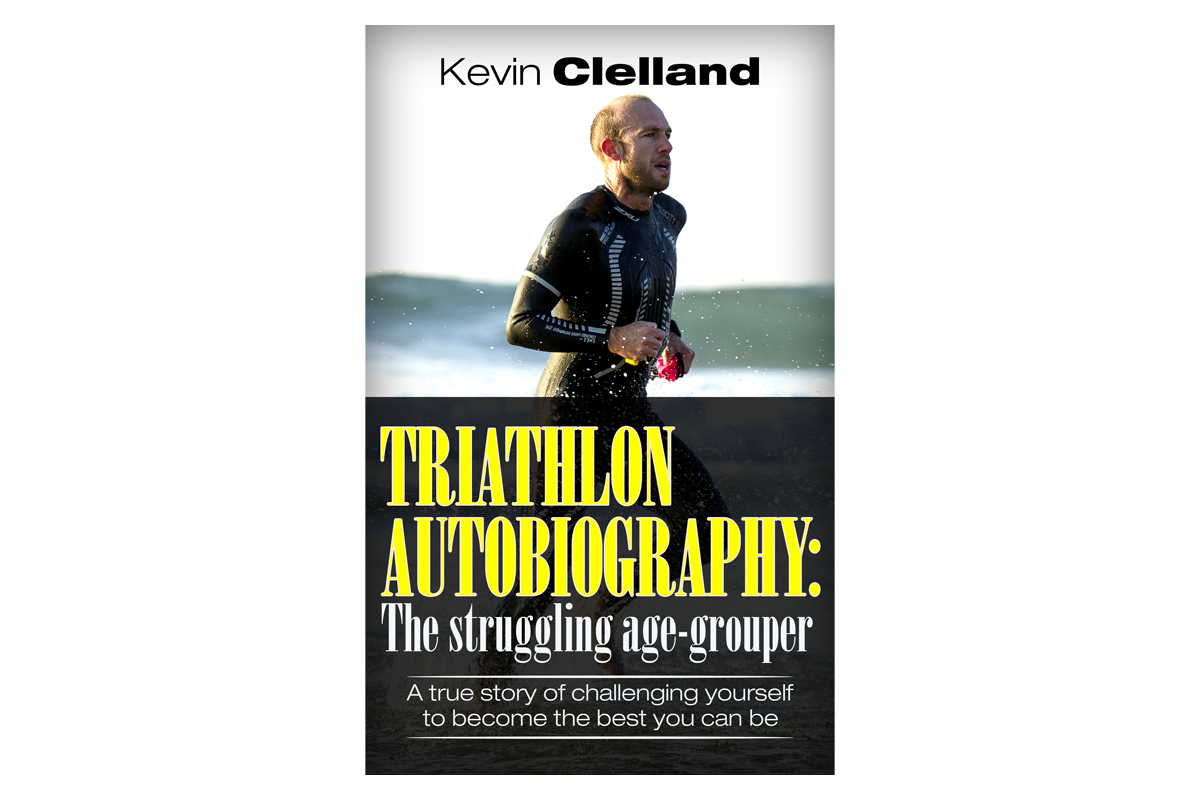 Kevin Clelland
2XU
TRIATHLON
AUTOBIOGRAPHY:
The struggling age-grouper
A true story of challenging yourself
to become the best you can be